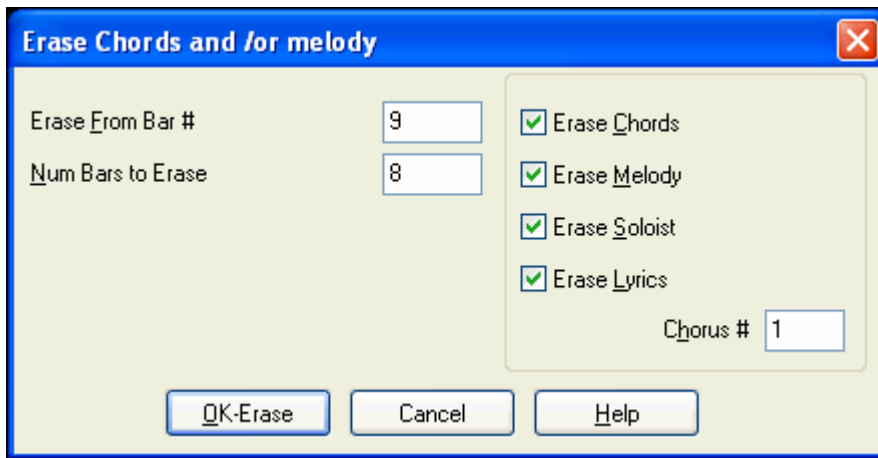 Erase Chords and /or melody
Erase From Bar # 9
Num Bars to Erase 8
Erase Chords
Erase Melody
Erase Soloist
Erase Lyrics
Chorus # 1
OK-Erase Cancel Help